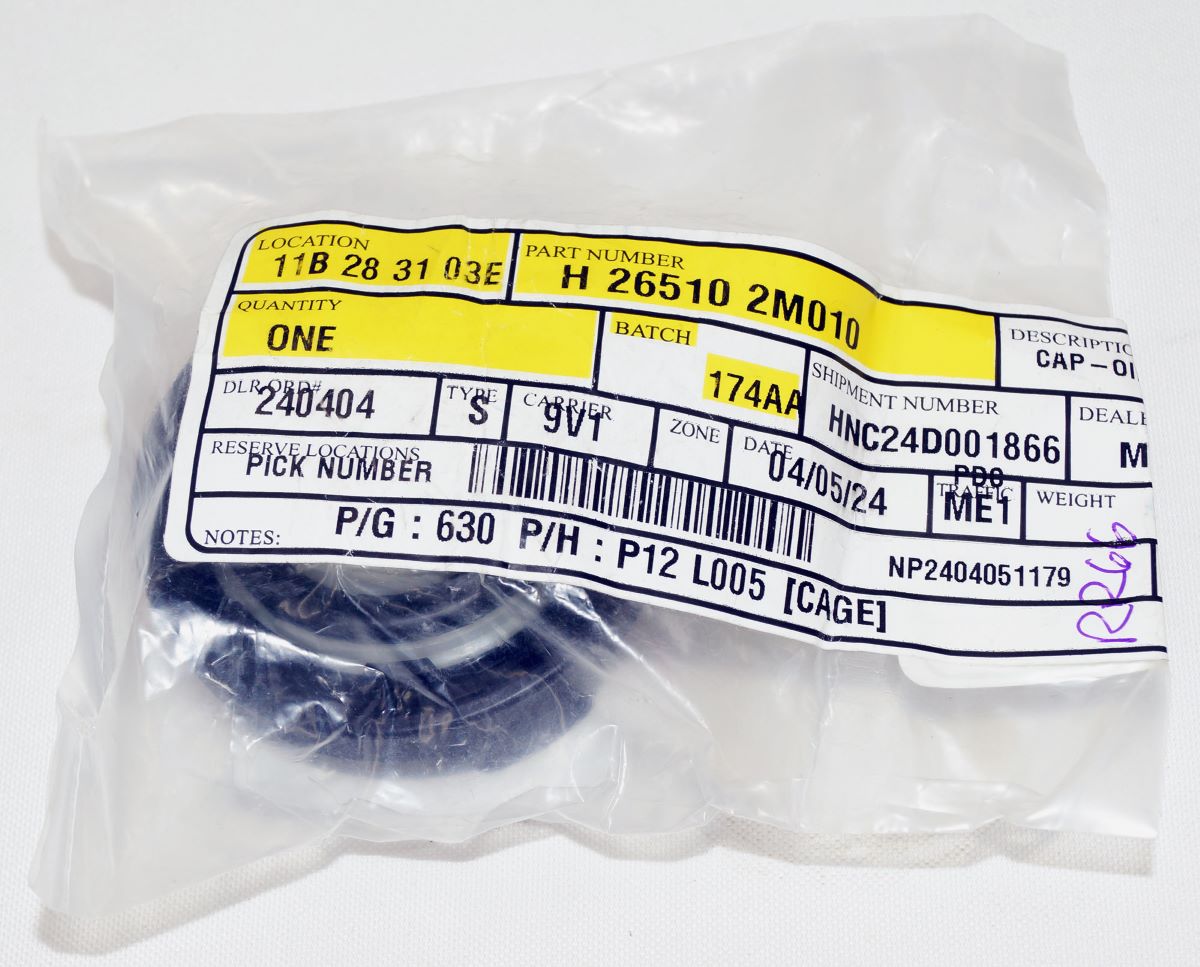 LOCATION
11B 28 31 03E
PART NUMBER
H 26510 2M010
QUANTITY
ONE
BATCH
174AA
DESCRIPTIO
CAP-OI
DLR ORD#
240404
TYPE
S
CARRIER
9V1
ZONE
SHIPMENT NUMBER
HNC24D001866
DEALE
M
RESERVE LOCATIONS
PICK NUMBER
DATE
04/05/24
PD8
TRAFFIC
ME1
WEIGHT
NOTES:
P/G : 630 P/H : P12 L005 [CAGE]
NP2404051179